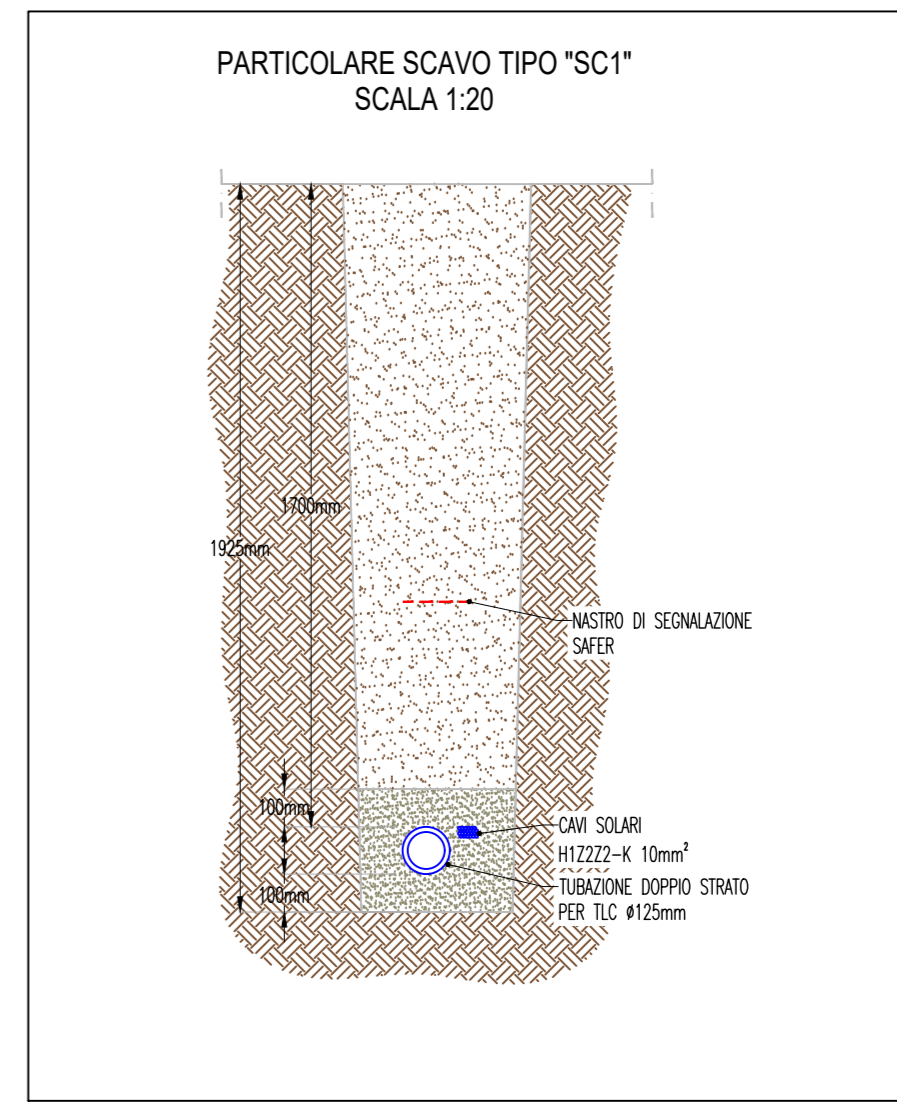 PARTICOLARE SCAVO TIPO "SC1"
SCALA 1:20
1700mm
1925mm
NASTRO DI SEGNALAZIONE
SAFER
100mm
CAVI SOLARI
H1Z2Z2-K 10mm²
100mm
TUBAZIONE DOPPIO STRATO
PER TLC ø125mm